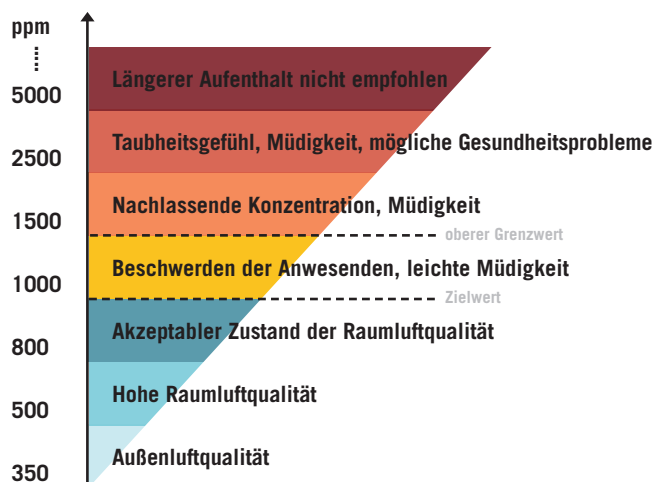 ppm
Längerer Aufenthalt nicht empfohlen
5000
Taubheitsgefühl, Müdigkeit, mögliche Gesundheitsprobleme
2500
Nachlassende Konzentration, Müdigkeit
1500
oberer Grenzwert
Beschwerden der Anwesenden, leichte Müdigkeit
1000
Zielwert
Akzeptabler Zustand der Raumluftqualität
800
Hohe Raumluftqualität
500
Außenluftqualität
350